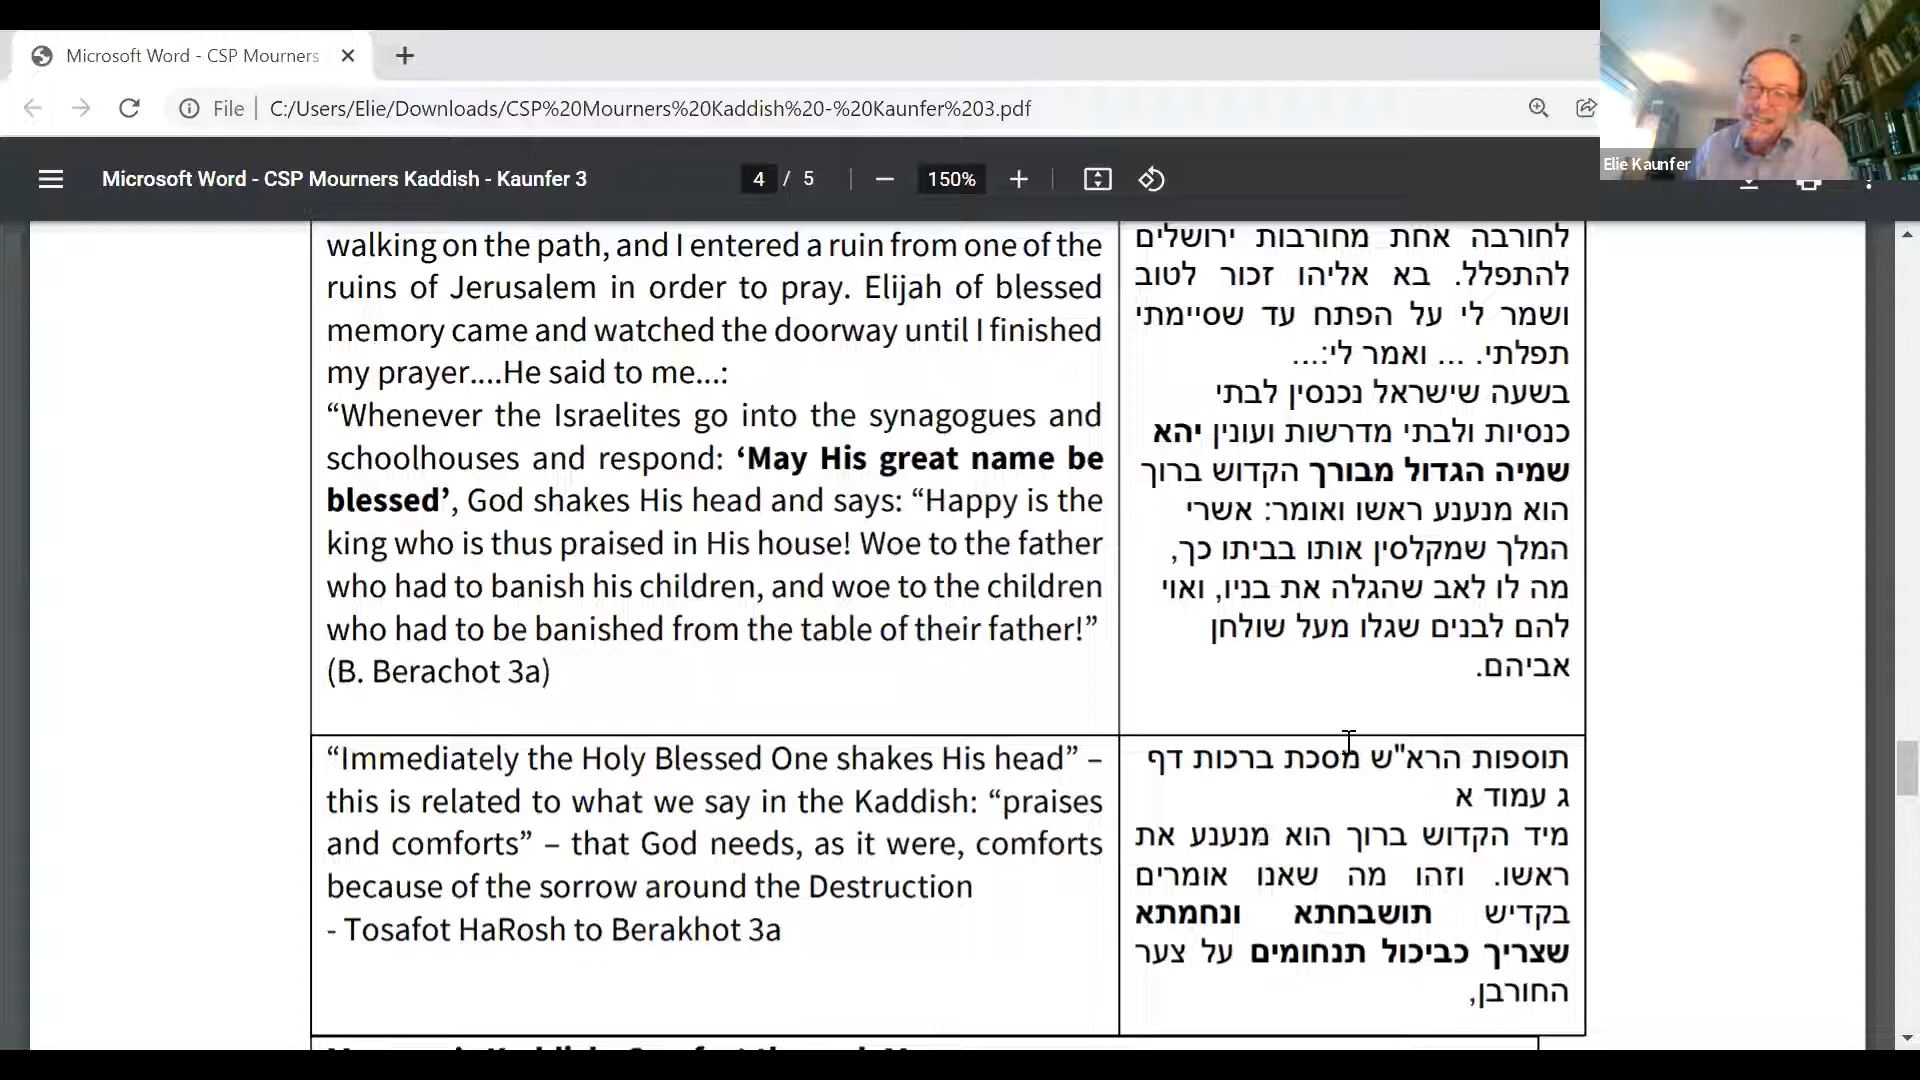 Microsoft Word - CSP Mourners
File
C:/Users/Elie/Downloads/CSP%20Mourners%20Kaddish%20-%20Kaunfer%203.pdf
Elie Kaunfer
Microsoft Word - CSP Mourners Kaddish - Kaunfer 3
4 / 5
150%
walking on the path, and I entered a ruin from one of the
ruins of Jerusalem in order to pray. Elijah of blessed
memory came and watched the doorway until I finished
my prayer....He said to me...:
“Whenever the Israelites go into the synagogues and
schoolhouses and respond: ‘May His great name be
blessed’, God shakes His head and says: “Happy is the
king who is thus praised in His house! Woe to the father
who had to banish his children, and woe to the children
who had to be banished from the table of their father!”
(B. Berachot 3a)
לחורבה אחת מחורבות ירושלים
להתפלל. בא אליהו זכור לטוב
ושמר לי על הפתח עד שסיימתי
תפלתי. ... ואמר לי:...
בשעה שישראל נכנסין לבתי
כנסיות ולבתי מדרשות ועונין יהא
שמיה הגדול מבורך הקדוש ברוך
הוא מנענע ראשו ואומר: אשרי
המלך שמקלסין אותו בביתו כך,
מה לו לאב שהגלה את בניו, ואוי
להם לבנים שגלו מעל שולחן
אביהם.
“Immediately the Holy Blessed One shakes His head” –
this is related to what we say in the Kaddish: “praises
and comforts” – that God needs, as it were, comforts
because of the sorrow around the Destruction
- Tosafot HaRosh to Berakhot 3a
תוספות הרא"ש מסכת ברכות דף
ג עמוד א
מיד הקדוש ברוך הוא מנענע את
ראשו. וזהו מה שאנו אומרים
בקדיש תושבחתא ונחמתא
שצריך כביכול תנחומים על צער
החורבן,